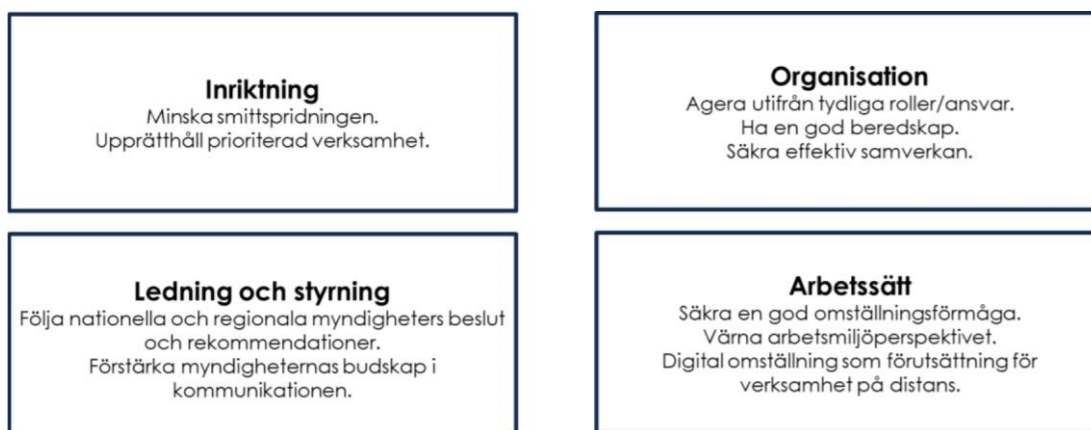 Inriktning
Minska smittspridningen.
Upprätthåll prioriterad verksamhet.
Organisation
Agera utifrån tydliga roller/ansvar.
Ha en god beredskap.
Säkra effektiv samverkan.
Ledning och styrning
Följa nationella och regionala myndigheters beslut
och rekommendationer.
Förstärka myndigheternas budskap i
kommunikationen.
Arbetssätt
Säkra en god omställningsförmåga.
Värna arbetsmiljöperspektivet.
Digital omställning som förutsättning för
verksamhet på distans.